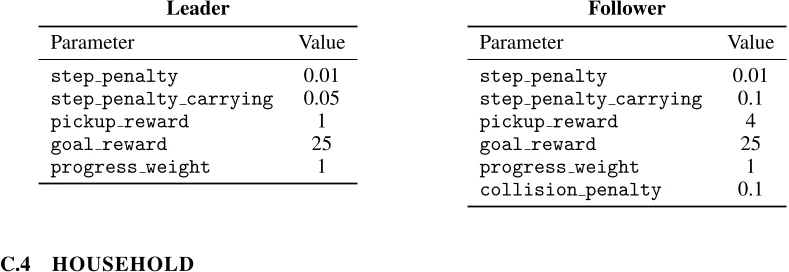 Leader
Parameter Value
step_penalty 0.01
step_penalty_carrying 0.05
pickup_reward 1
goal_reward 25
progress_weight 1
Follower
Parameter Value
step_penalty 0.01
step_penalty_carrying 0.1
pickup_reward 4
goal_reward 25
progress_weight 1
collision_penalty 0.1
C.4 HOUSEHOLD